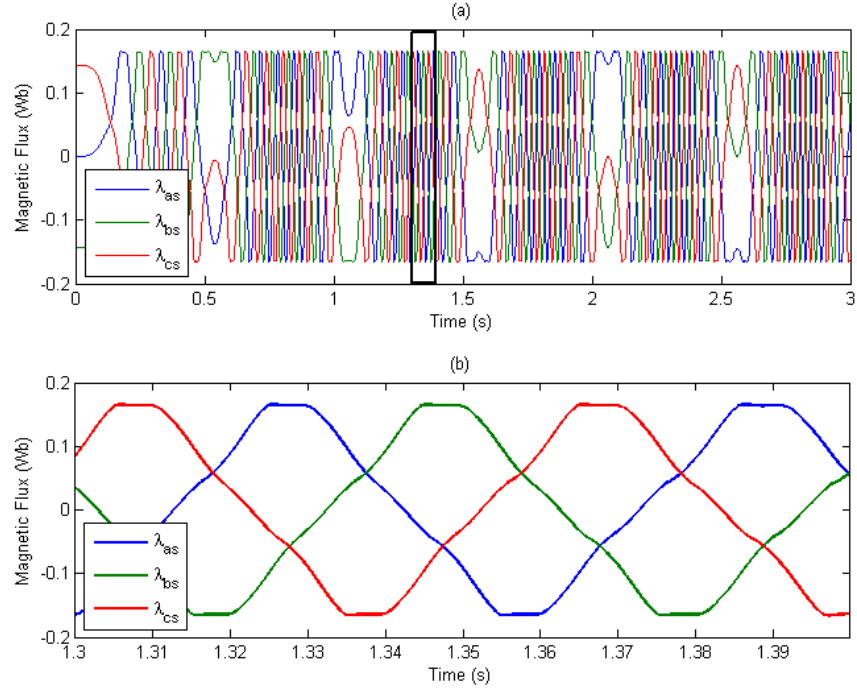 (a)
0.2
0.1
0
-0.1
-0.2
Magnetic Flux (Wb)
λas
λbs
λcs
0 0.5 1 1.5 2 2.5 3
Time (s)
(b)
0.2
0.1
0
-0.1
-0.2
Magnetic Flux (Wb)
λas
λbs
λcs
1.3 1.31 1.32 1.33 1.34 1.35 1.36 1.37 1.38 1.39
Time (s)